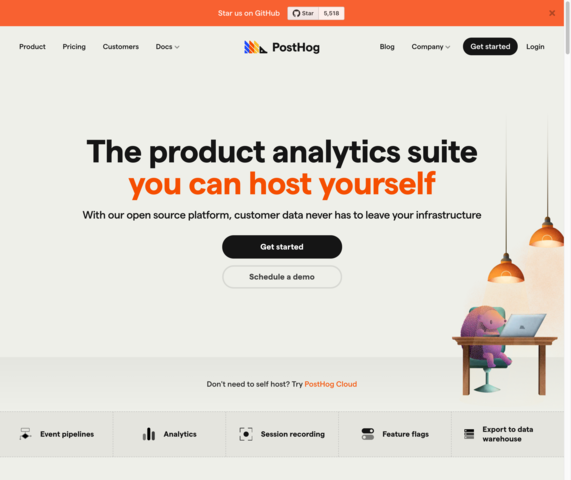 Star us on GitHub Star 5,518
Product Pricing Customers Docs PostHog Blog Company Get started Login
The product analytics suite
you can host yourself
With our open source platform, customer data never has to leave your infrastructure
Get started
Schedule a demo
Don't need to self host? Try PostHog Cloud
Event pipelines
Analytics
Session recording
Feature flags
Export to data
warehouse